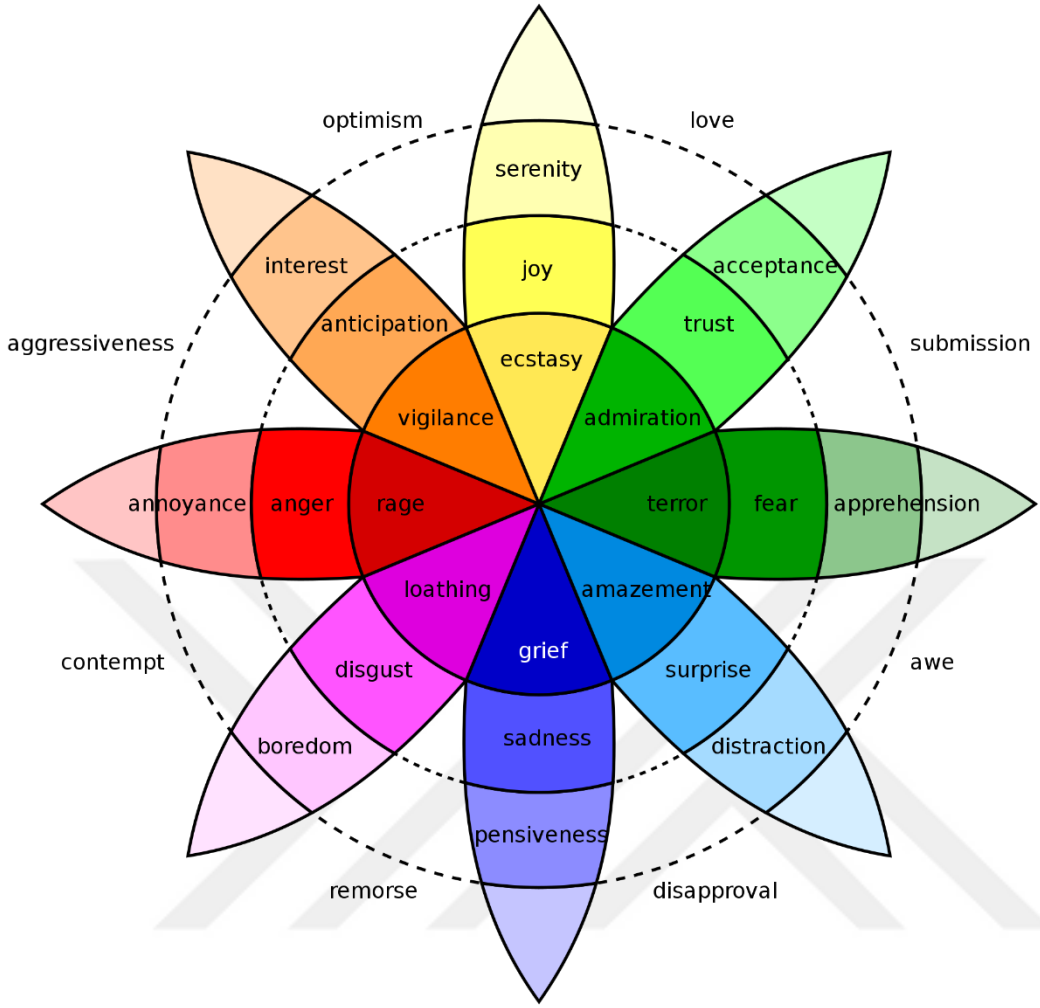 optimism
love
serenity
interest
joy
acceptance
anticipation
trust
aggressiveness
submission
ecstasy
vigilance
admiration
annoyance
anger
rage
terror
fear
apprehension
loathing
amazement
grief
contempt
disgust
surprise
awe
boredom
sadness
distraction
pensiveness
remorse
disapproval